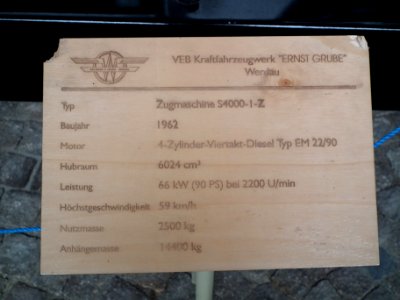 VEB Kraftfahrzeugwerk "ERNST GRUBE"
Werdau
Typ Zugmaschine S4000-1-Z
Baujahr 1962
Motor 4-Zylinder-Viertakt-Diesel Typ EM 22/90
Hubraum 6024 cm³
Leistung 66 kW (90 PS) bei 2200 U/min
Höchstgeschwindigkeit 59 km/h
Nutzmasse 2500 kg
Anhängemasse 14400 kg